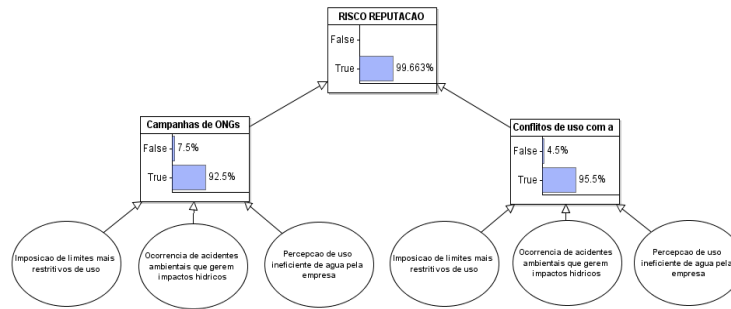 RISCO REPUTACAO
False
True
99.663%
Campanhas de ONGs
False
7.5%
True
92.5%
Conflitos de uso com a
False
4.5%
True
95.5%
Imposicao de limites mais
restritivos de uso
Ocorrencia de acidentes
ambientais que gerem
impactos hidricos
Percepcao de uso
ineficiente de agua pela
empresa
Imposicao de limites mais
restritivos de uso
Ocorrencia de acidentes
ambientais que gerem
impactos hidricos
Percepcao de uso
ineficiente de agua pela
empresa